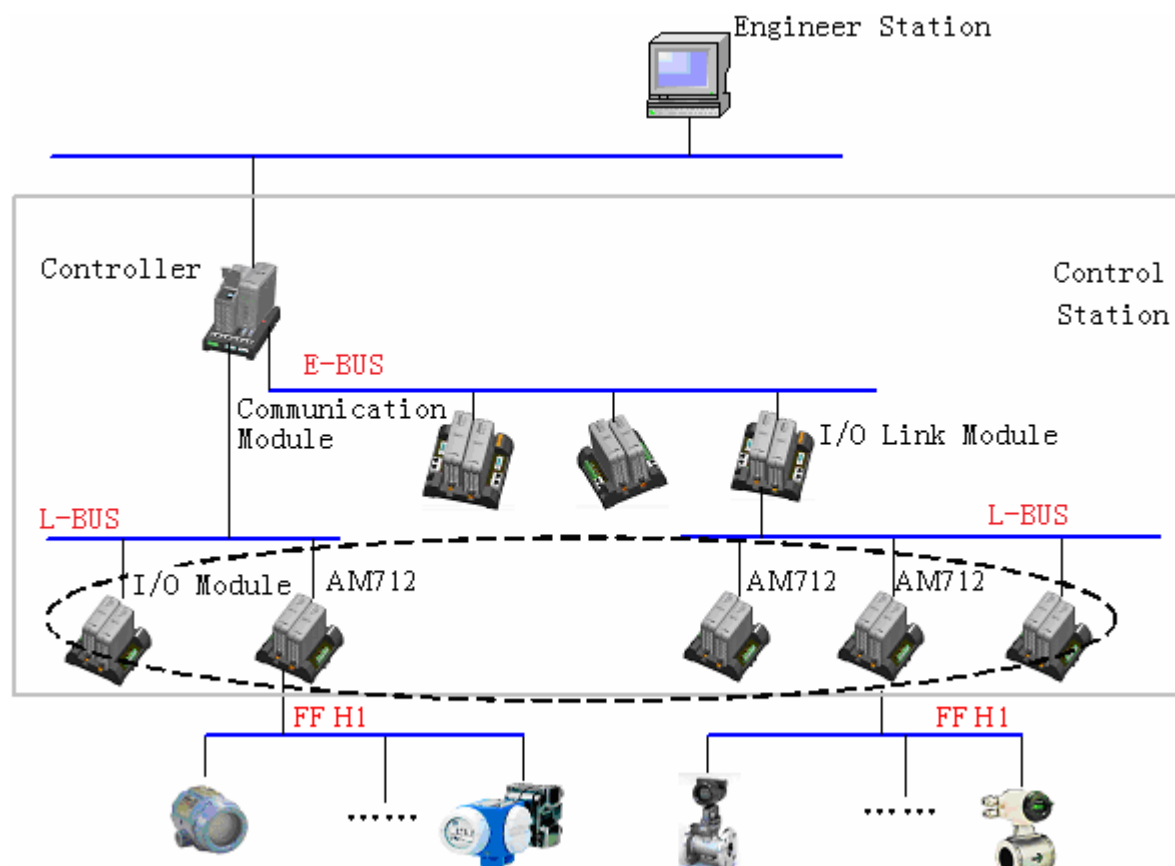 Engineer Station
Controller
Control
Station
E-BUS
Communication
Module
I/O Link Module
L-BUS
L-BUS
I/O Module
AM712
AM712
AM712
FF H1
FF H1